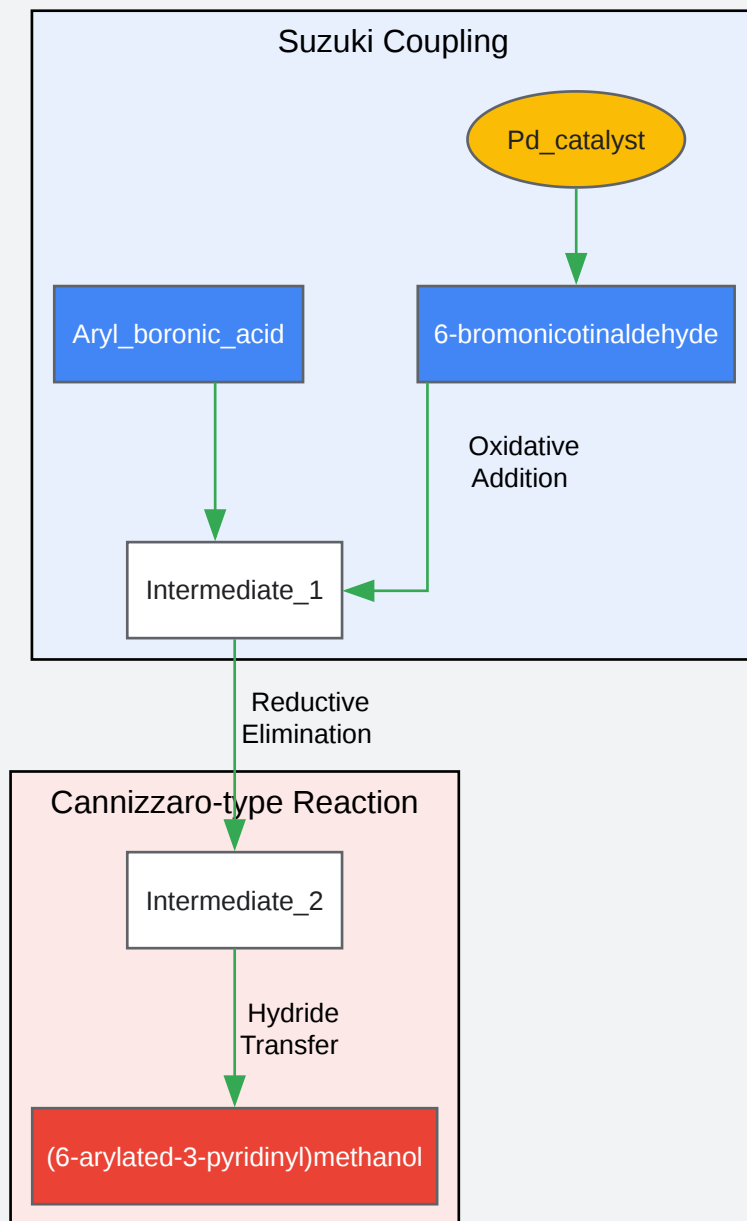 Suzuki Coupling
Pd_catalyst
Aryl_boronic_acid
6-bromonicotinaldehyde
Oxidative
Addition
Intermediate_1
Reductive
Elimination
Cannizzaro-type Reaction
Intermediate_2
Hydride
Transfer
(6-arylated-3-pyridinyl)methanol